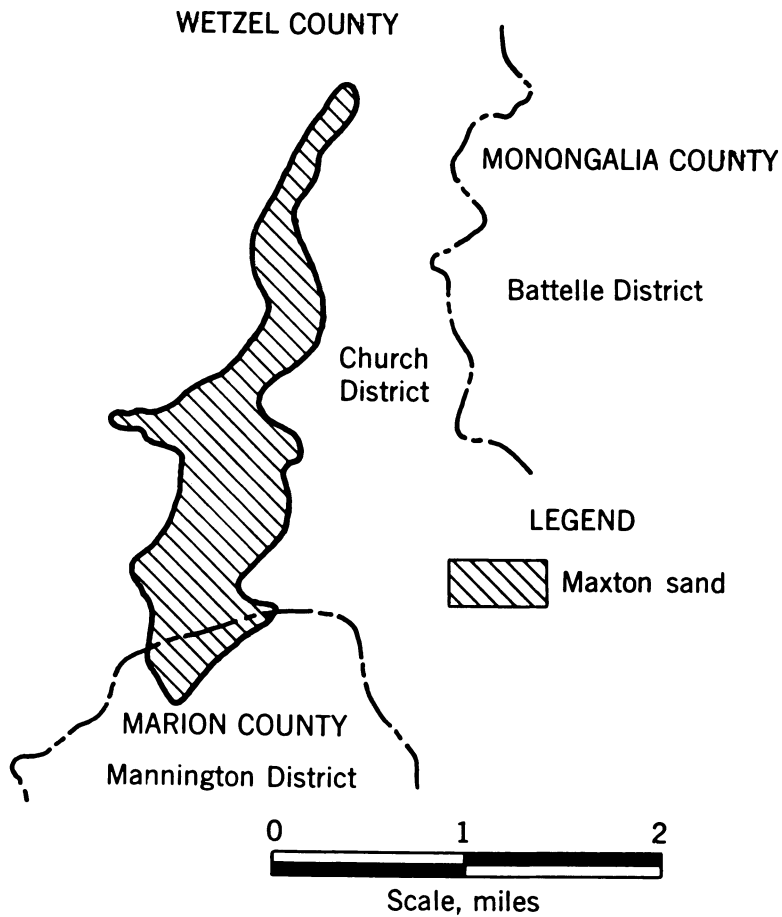 WETZEL COUNTY
MONONGALIA COUNTY
Battelle District
Church
District
LEGEND
Maxton sand
MARION COUNTY
Mannington District
0 1 2
Scale, miles